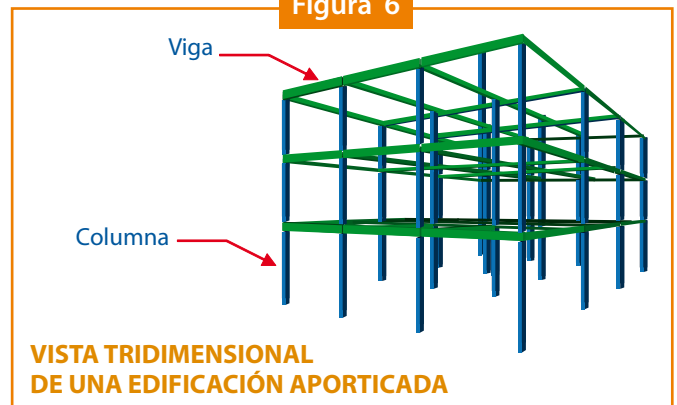 Figura 6
Viga
Columna
VISTA TRIDIMENSIONAL
DE UNA EDIFICACIÓN APORTICADA